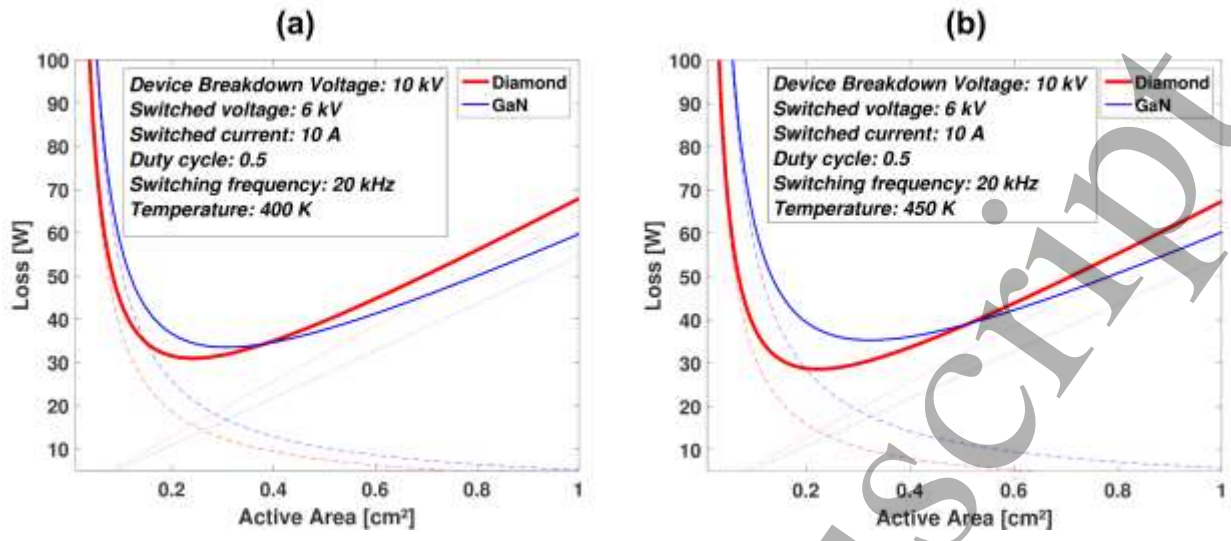 (a)
100
90
80
70
60
50
40
30
20
10
Loss [W]
Device Breakdown Voltage: 10 kV
Switched voltage: 6 kV
Switched current: 10 A
Duty cycle: 0.5
Switching frequency: 20 kHz
Temperature: 400 K
Diamond
GaN
0.2 0.4 0.6 0.8 1
Active Area [cm²]
(b)
100
90
80
70
60
50
40
30
20
10
Loss [W]
Device Breakdown Voltage: 10 kV
Switched voltage: 6 kV
Switched current: 10 A
Duty cycle: 0.5
Switching frequency: 20 kHz
Temperature: 450 K
Diamond
GaN
0.2 0.4 0.6 0.8 1
Active Area [cm²]
script